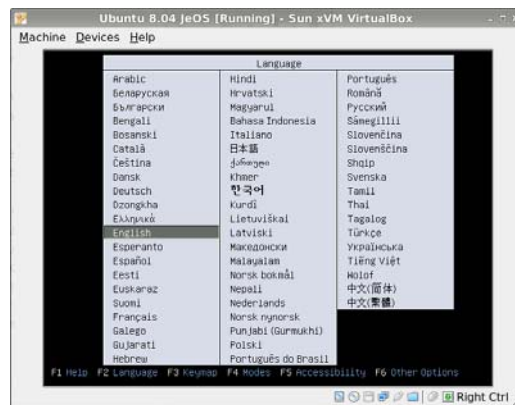 Ubuntu 8.04 JeOS [Running] - Sun xVM VirtualBox
Machine Devices Help
Language
Arabic
Беларуская
Български
Bengali
Bosanski
Català
Čeština
Dansk
Deutsch
Dzongkha
Ελληνικά
English
Esperanto
Español
Eesti
Euskaraz
Suomi
Français
Galego
Gujarati
Hebrew
Hindi
Hrvatski
Magyarul
Bahasa Indonesia
Italiano
日本語
ქართული
Khmer
한국어
Kurdî
Lietuviškai
Latviski
Македонски
Malayalam
Norsk bokmål
Nepali
Nederlands
Norsk nynorsk
Punjabi (Gurmukhi)
Polski
Português do Brasil
Português
Română
Русский
Sámegillii
Slovenčina
Slovenščina
Shqip
Svenska
Tamil
Thai
Tagalog
Türkçe
Українська
Tiếng Việt
Wolof
中文(简体)
中文(繁體)
F1 Help F2 Language F3 Keymap F4 Modes F5 Accessibility F6 Other Options
Right Ctrl